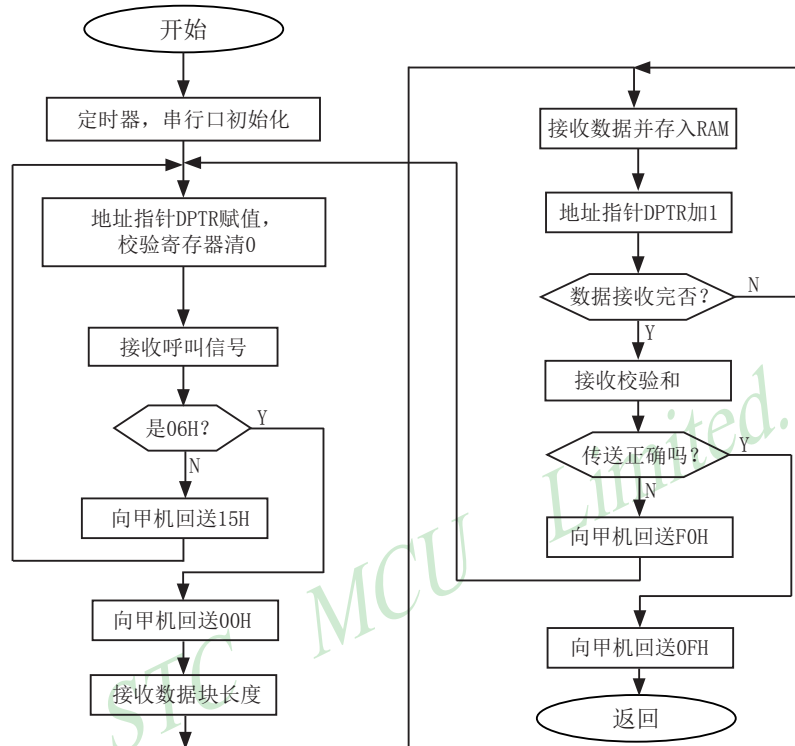 开始
定时器，串行口初始化
地址指针DPTR赋值，
校验寄存器清0
接收呼叫信号
是06H？
Y
N
向甲机回送15H
向甲机回送00H
接收数据块长度
接收数据并存入RAM
地址指针DPTR加1
数据接收完否？
N
Y
接收校验和
传送正确吗？
Y
N
向甲机回送F0H
向甲机回送0FH
返回
STC MCU Limited.